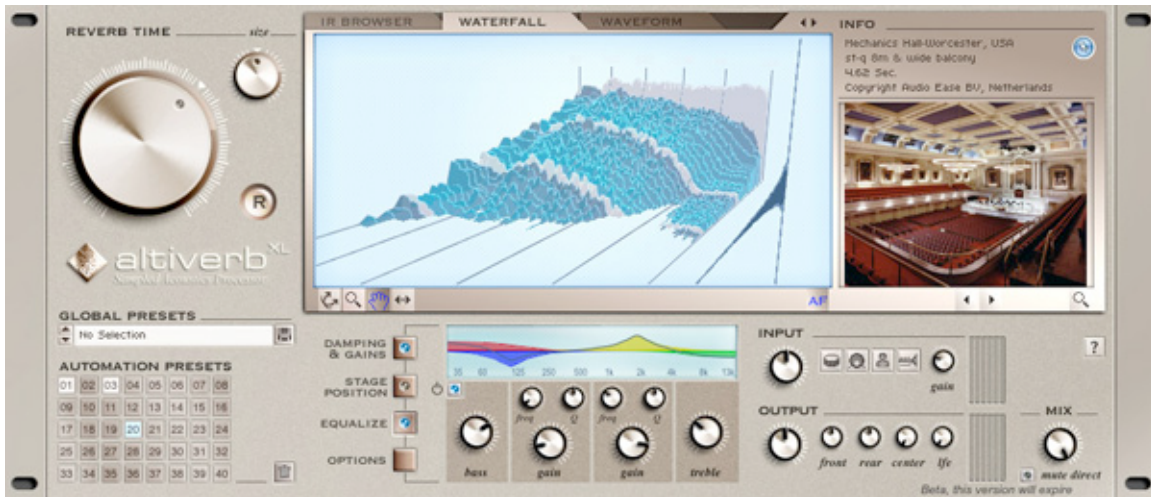 REVERB TIME
size
R
altiverb XL
Sampled Acoustics Processor
GLOBAL PRESETS
No Selection
AUTOMATION PRESETS
01 02 03 04 05 06 07 08
09 10 11 12 13 14 15 16
17 18 19 20 21 22 23 24
25 26 27 28 29 30 31 32
33 34 35 36 37 38 39 40
IR BROWSER
WATERFALL
WAVEFORM
AF
INFO
Mechanics Hall-Worcester, USA
st-q 8m & wide balcony
4.62 Sec.
Copyright Audio Ease BV, Netherlands
DAMPING
& GAINS
STAGE
POSITION
EQUALIZE
OPTIONS
35 60 125 250 500 1k 2k 4k 8k 13k
freq Q freq Q
bass gain gain treble
INPUT
gain
?
OUTPUT
front rear center lfe
MIX
mute direct
Beta, this version will expire